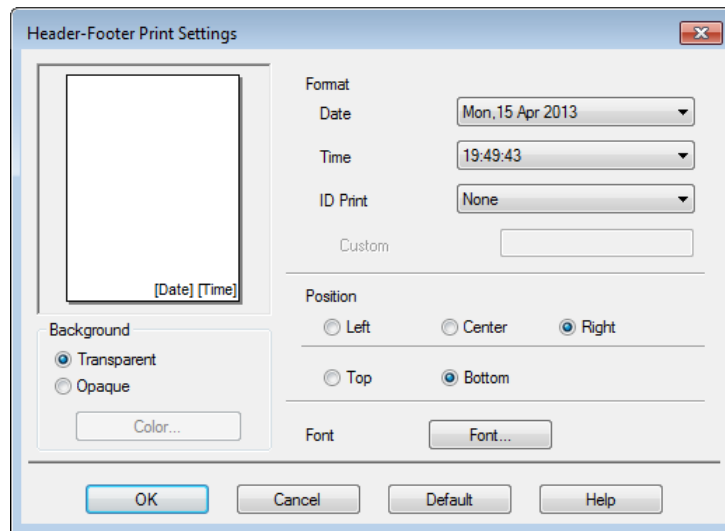 Header-Footer Print Settings
[Date] [Time]
Background
Transparent
Opaque
Color...
Format
Date
Mon,15 Apr 2013
Time
19:49:43
ID Print
None
Custom
Position
Left Center Right
Top Bottom
Font
Font...
OK Cancel Default Help